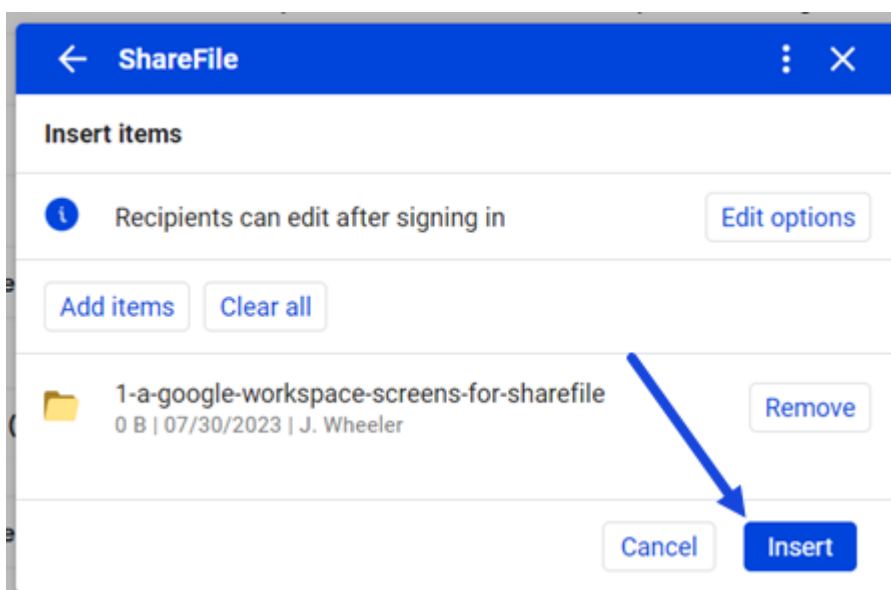 ShareFile
Insert items
Recipients can edit after signing in
Edit options
Add items
Clear all
1-a-google-workspace-screens-for-sharefile
0 B | 07/30/2023 | J. Wheeler
Remove
Cancel
Insert